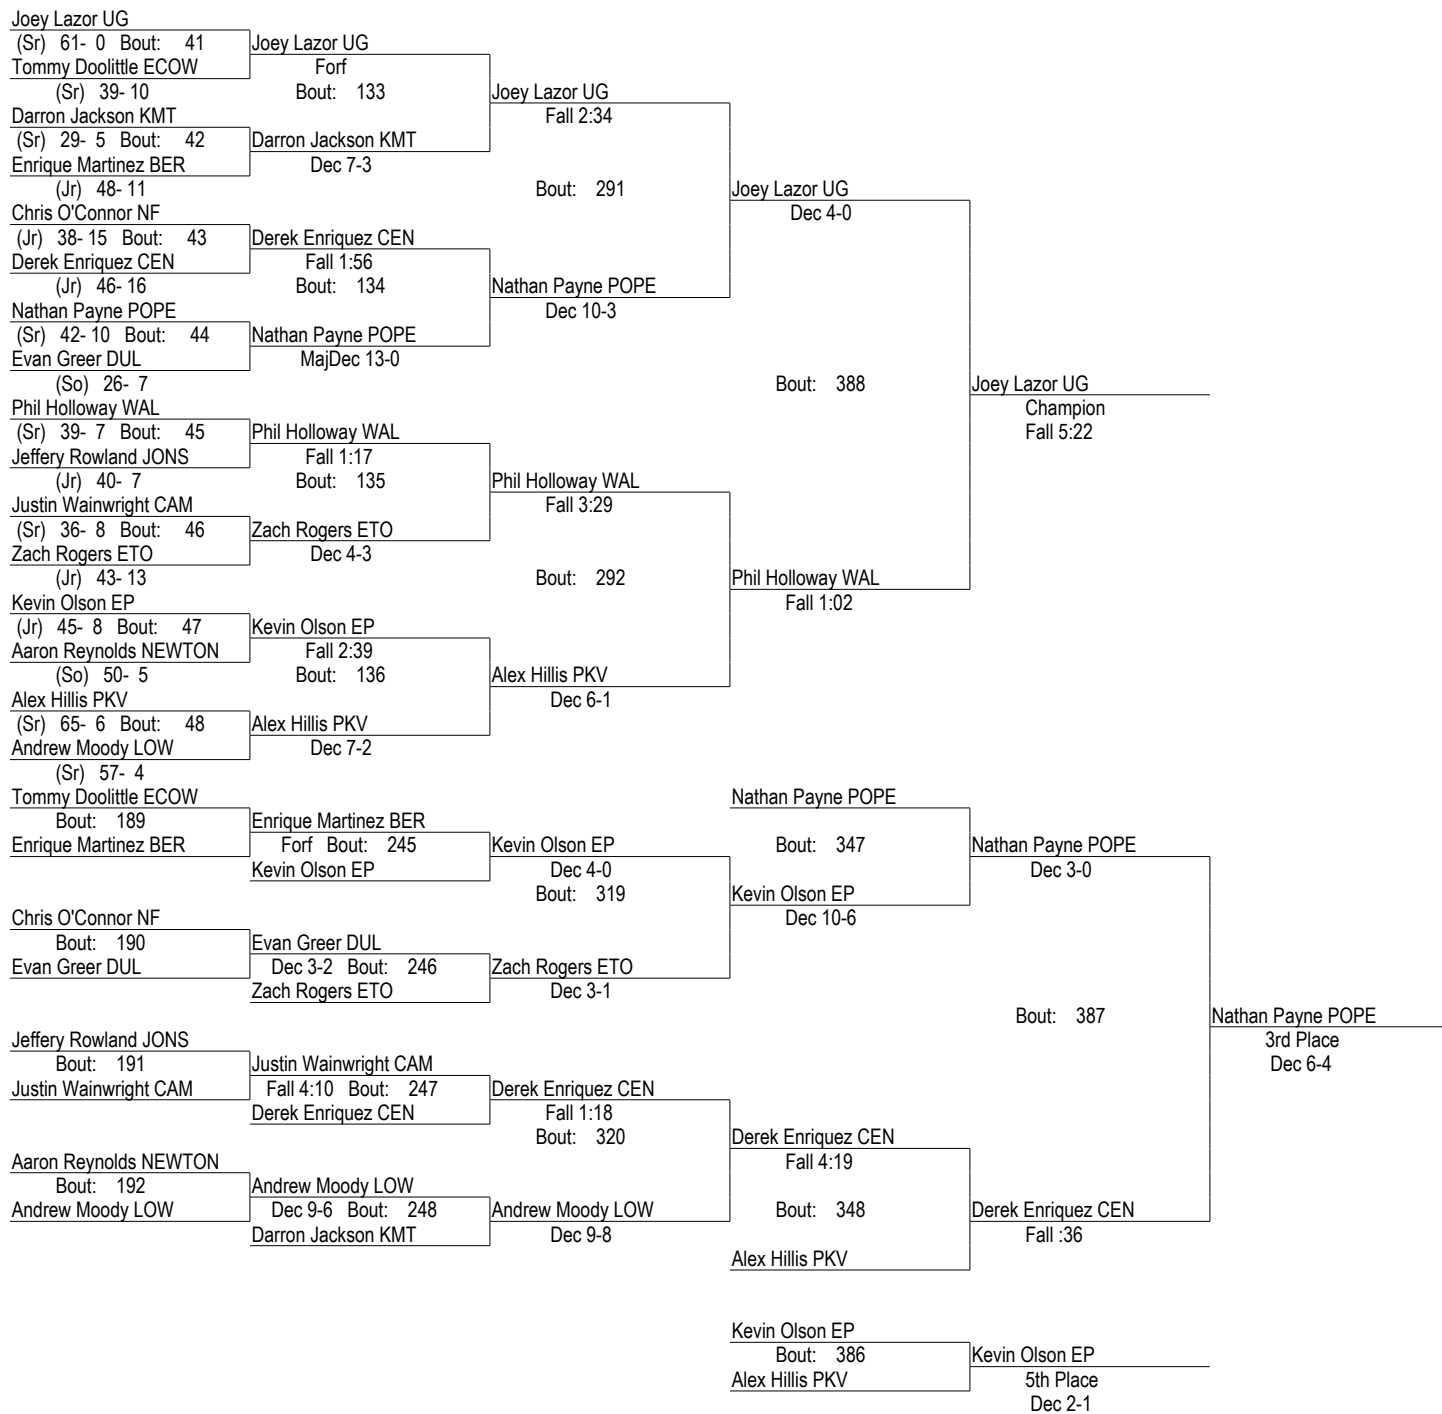 Joey Lazor UG
(Sr) 61- 0 Bout: 41
Joey Lazor UG
Tommy Doolittle ECOW
Forf
(Sr) 39- 10
Bout: 133
Joey Lazor UG
Darron Jackson KMT
Fall 2:34
(Sr) 29- 5 Bout: 42
Darron Jackson KMT
Enrique Martinez BER
Dec 7-3
(Jr) 48- 11
Bout: 291
Joey Lazor UG
Chris O'Connor NF
Dec 4-0
(Jr) 38- 15 Bout: 43
Derek Enriquez CEN
Derek Enriquez CEN
Fall 1:56
(Jr) 46- 16
Bout: 134
Nathan Payne POPE
Nathan Payne POPE
Dec 10-3
(Sr) 42- 10 Bout: 44
Nathan Payne POPE
Evan Greer DUL
MajDec 13-0
(So) 26- 7
Bout: 388
Joey Lazor UG
Phil Holloway WAL
Champion
(Sr) 39- 7 Bout: 45
Phil Holloway WAL
Fall 5:22
Jeffery Rowland JONS
Fall 1:17
(Jr) 40- 7
Bout: 135
Phil Holloway WAL
Justin Wainwright CAM
Fall 3:29
(Sr) 36- 8 Bout: 46
Zach Rogers ETO
Zach Rogers ETO
Dec 4-3
(Jr) 43- 13
Bout: 292
Phil Holloway WAL
Kevin Olson EP
Fall 1:02
(Jr) 45- 8 Bout: 47
Kevin Olson EP
Aaron Reynolds NEWTON
Fall 2:39
(So) 50- 5
Bout: 136
Alex Hillis PKV
Alex Hillis PKV
Dec 6-1
(Sr) 65- 6 Bout: 48
Alex Hillis PKV
Andrew Moody LOW
Dec 7-2
(Sr) 57- 4
Tommy Doolittle ECOW
Nathan Payne POPE
Bout: 189
Enrique Martinez BER
Enrique Martinez BER
Forf Bout: 245
Kevin Olson EP
Bout: 347
Nathan Payne POPE
Kevin Olson EP
Dec 4-0
Dec 3-0
Bout: 319
Kevin Olson EP
Chris O'Connor NF
Dec 10-6
Bout: 190
Evan Greer DUL
Evan Greer DUL
Dec 3-2 Bout: 246
Zach Rogers ETO
Zach Rogers ETO
Dec 3-1
Bout: 387
Nathan Payne POPE
Jeffery Rowland JONS
3rd Place
Bout: 191
Justin Wainwright CAM
Dec 6-4
Justin Wainwright CAM
Fall 4:10 Bout: 247
Derek Enriquez CEN
Derek Enriquez CEN
Fall 1:18
Bout: 320
Derek Enriquez CEN
Aaron Reynolds NEWTON
Fall 4:19
Bout: 192
Andrew Moody LOW
Andrew Moody LOW
Dec 9-6 Bout: 248
Andrew Moody LOW
Bout: 348
Derek Enriquez CEN
Darron Jackson KMT
Dec 9-8
Fall :36
Alex Hillis PKV
Kevin Olson EP
Bout: 386
Kevin Olson EP
Alex Hillis PKV
5th Place
Dec 2-1